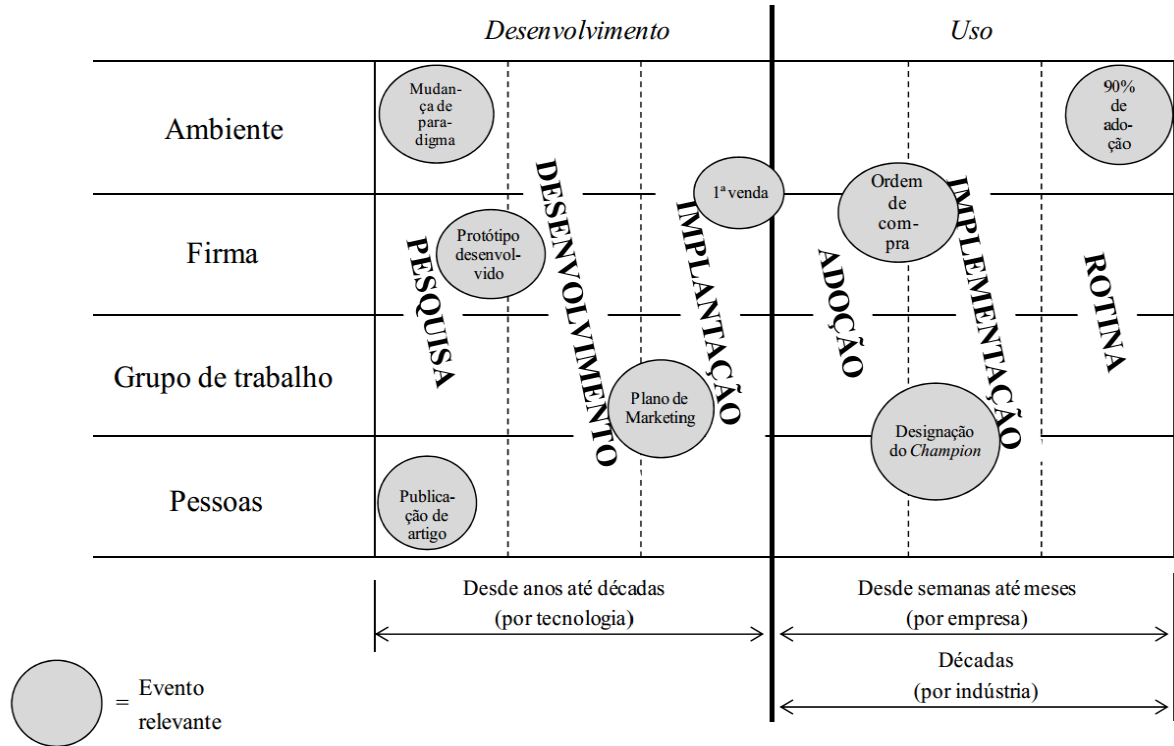 Desenvolvimento
Uso
Ambiente
Mudan-
ça de
para-
digma
90%
de
ado-
ção
1ª venda
Ordem
de
com-
pra
Firma
Protótipo
desenvol-
vido
PESQUISA
DESENVOLVIMENTO
IMPLANTAÇÃO
ADOÇÃO
IMPLEMENTAÇÃO
ROTINA
Grupo de trabalho
Plano de
Marketing
Designação
do Champion
Pessoas
Publica-
ção de
artigo
Desde anos até décadas
(por tecnologia)
Desde semanas até meses
(por empresa)
Décadas
(por indústria)
= Evento
relevante